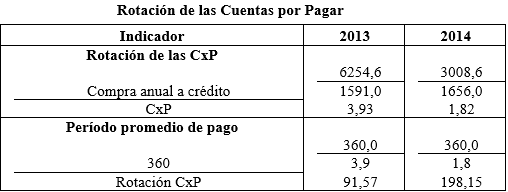 Rotación de las Cuentas por Pagar
Indicador 2013 2014
Rotación de las CxP
6254,6 3008,6
Compra anual a crédito 1591,0 1656,0
CxP 3,93 1,82
Período promedio de pago
360,0 360,0
360 3,9 1,8
Rotación CxP 91,57 198,15